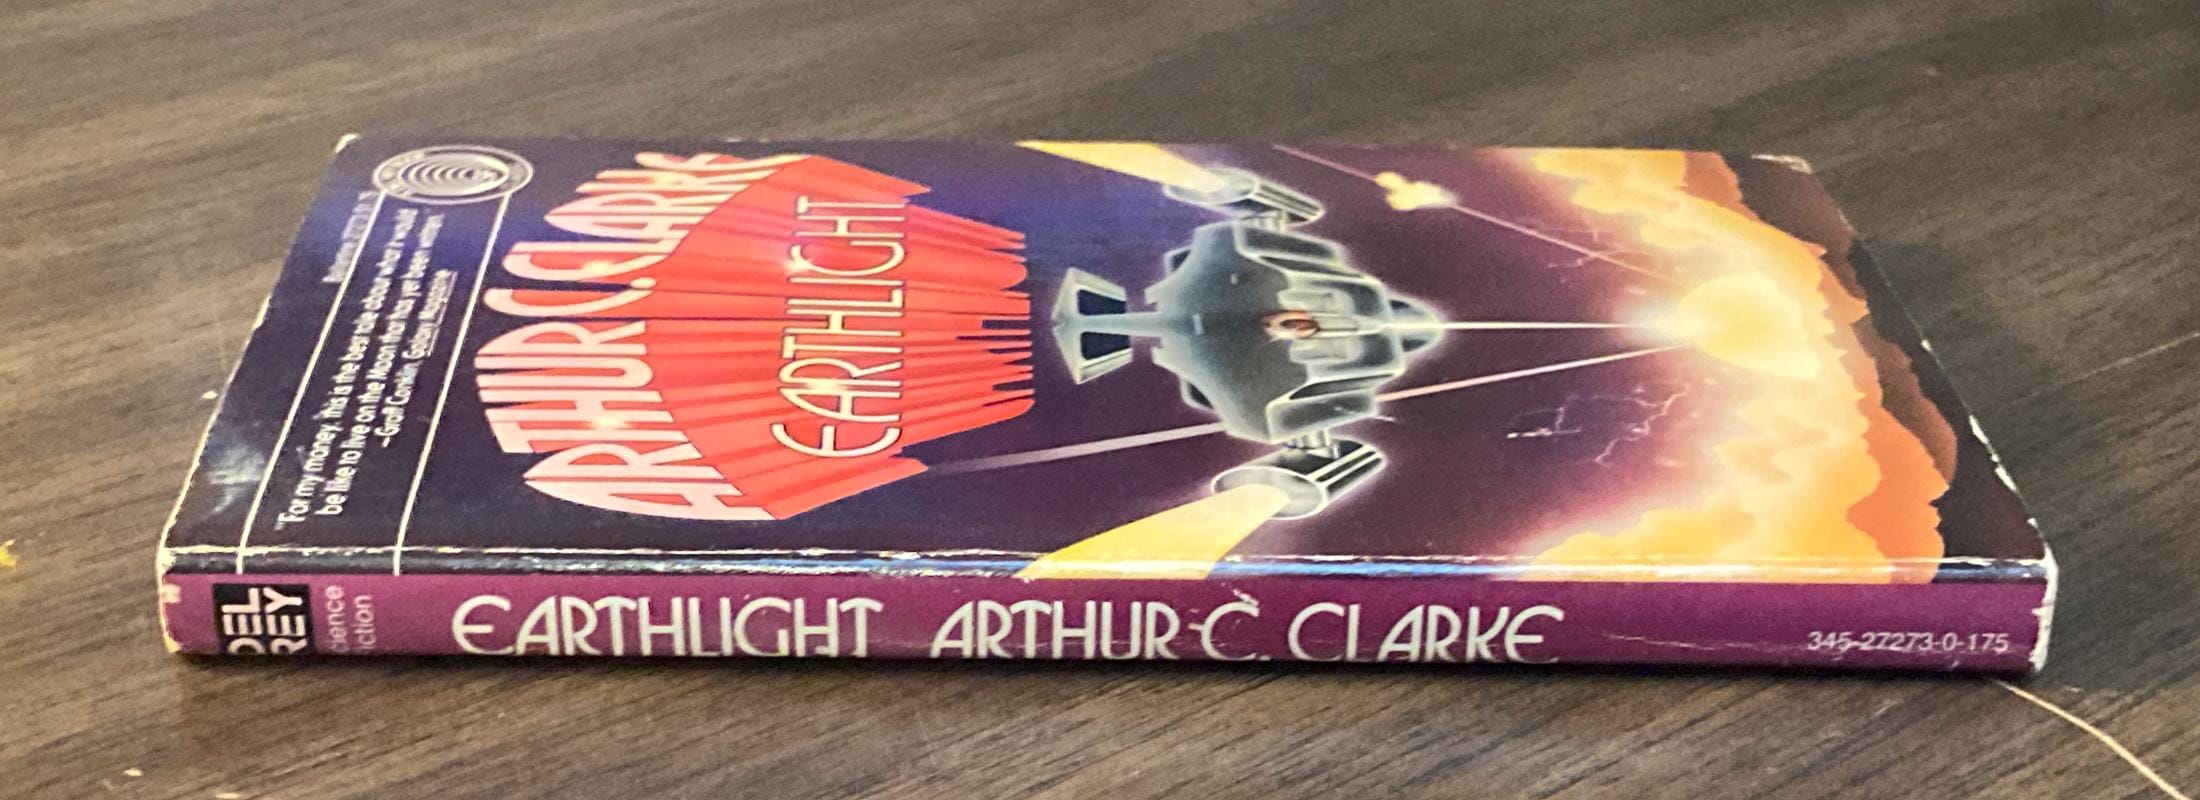 "For my money, this is the best tale about what it would
be like to live on the Moon that has yet been written."
—Groff Conklin, Galaxy Magazine
ARTHUR C. CLARKE
EARTHLIGHT
DEL
REY
cience
iction
EARTHLIGHT ARTHUR C. CLARKE
345-27273-0-175